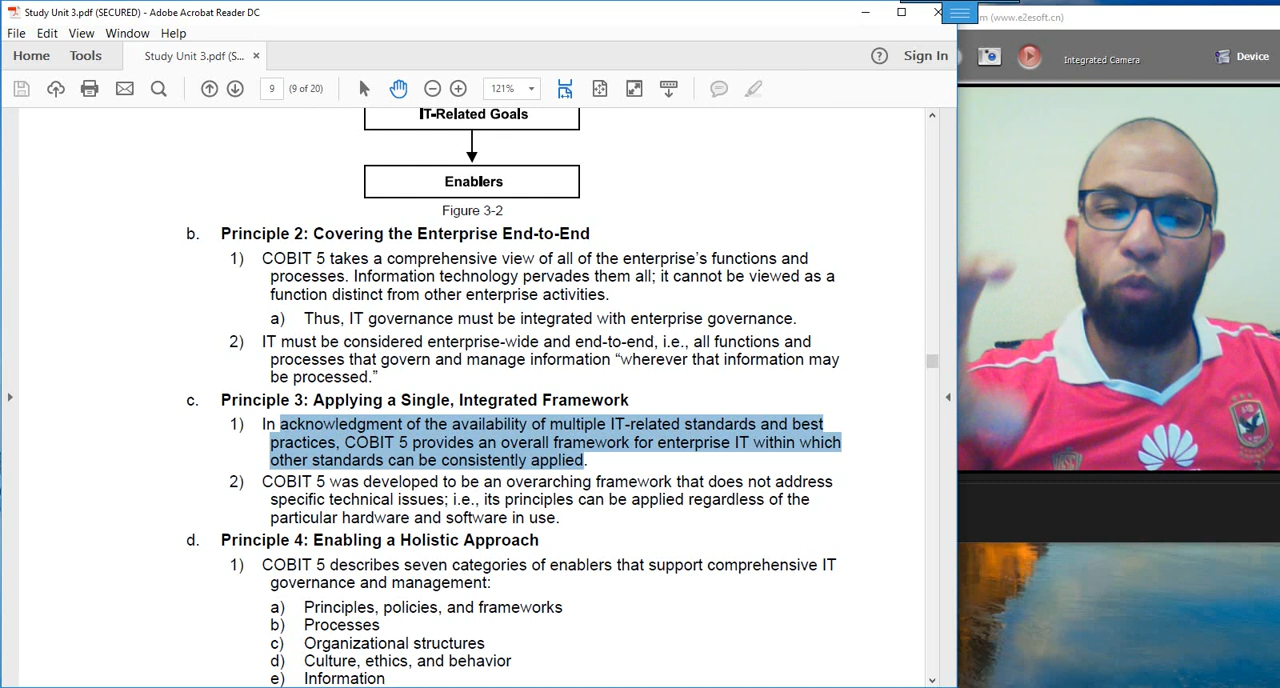 Study Unit 3.pdf (SECURED) - Adobe Acrobat Reader DC
m (www.e2esoft.cn)
File Edit View Window Help
Home Tools Study Unit 3.pdf (S... × Sign In
Integrated Camera Device
9 (9 of 20) 121%
IT-Related Goals
Enablers
Figure 3-2
b. Principle 2: Covering the Enterprise End-to-End
1) COBIT 5 takes a comprehensive view of all of the enterprise's functions and
processes. Information technology pervades them all; it cannot be viewed as a
function distinct from other enterprise activities.
a) Thus, IT governance must be integrated with enterprise governance.
2) IT must be considered enterprise-wide and end-to-end, i.e., all functions and
processes that govern and manage information “wherever that information may
be processed.”
c. Principle 3: Applying a Single, Integrated Framework
1) In acknowledgment of the availability of multiple IT-related standards and best
practices, COBIT 5 provides an overall framework for enterprise IT within which
other standards can be consistently applied.
2) COBIT 5 was developed to be an overarching framework that does not address
specific technical issues; i.e., its principles can be applied regardless of the
particular hardware and software in use.
d. Principle 4: Enabling a Holistic Approach
1) COBIT 5 describes seven categories of enablers that support comprehensive IT
governance and management:
a) Principles, policies, and frameworks
b) Processes
c) Organizational structures
d) Culture, ethics, and behavior
e) Information